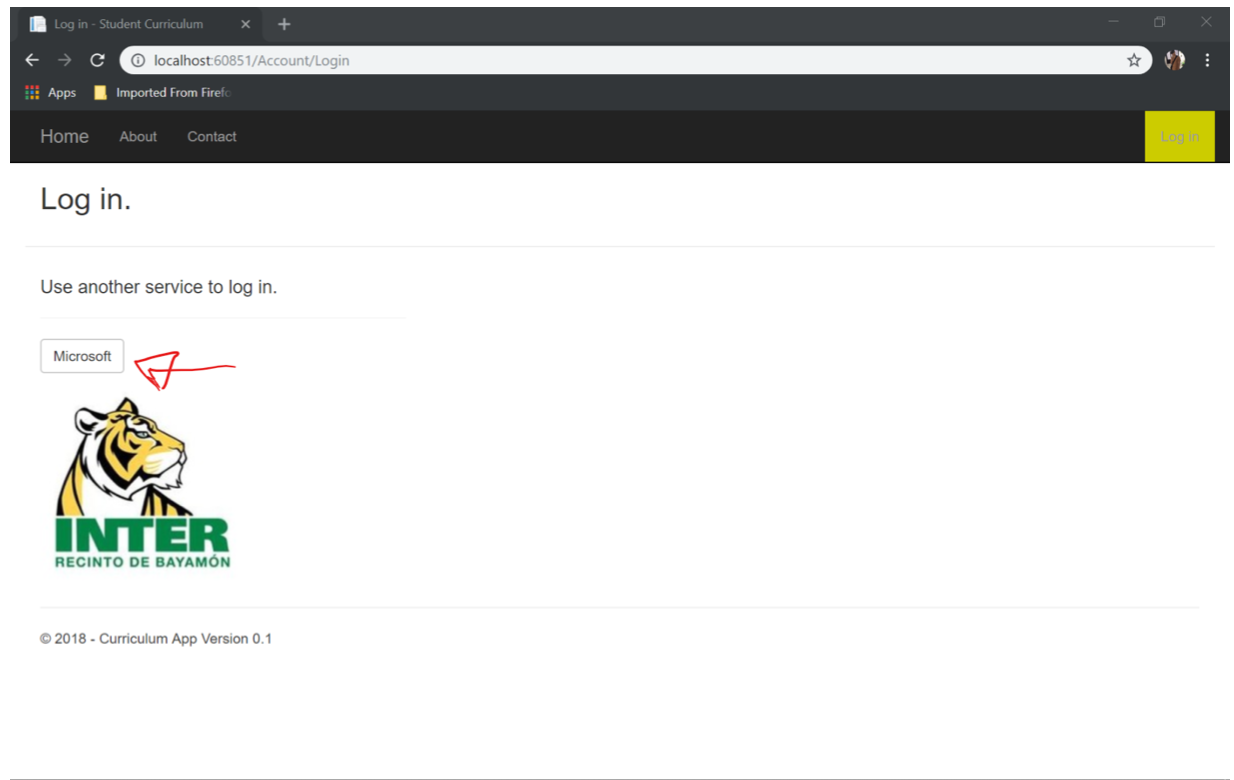 Log in - Student Curriculum
localhost:60851/Account/Login
Apps Imported From Firefo
Home About Contact Log in
Log in.
Use another service to log in.
Microsoft
INTER
RECINTO DE BAYAMÓN
© 2018 - Curriculum App Version 0.1